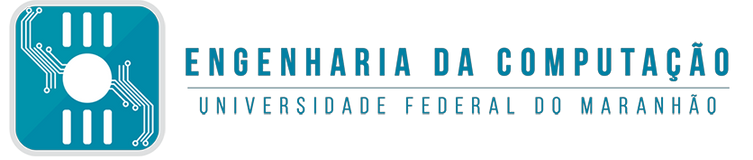 ENGENHARIA DA COMPUTAÇÃO
UNIVERSIDADE FEDERAL DO MARANHÃO